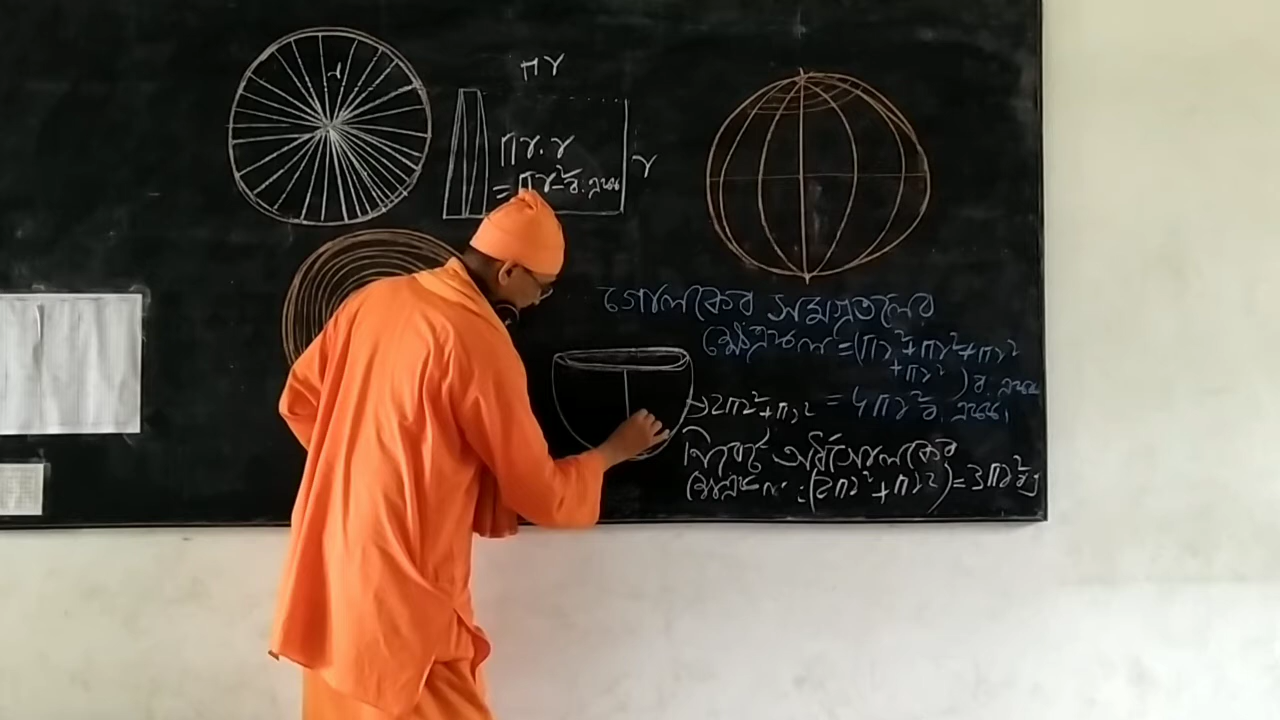 r
πr
πr.r
r
= πr² ব. একক
গোলকের সমগ্রতলের
ক্ষেত্রফল = (πr²+πr²+πr²
+πr²) ব. একক
= 4πr² ব. একক।
→ 2πr²+πr²
নিরেট অর্ধগোলকের
ক্ষেত্রফল : (2πr²+πr²) = 3πr² ব.